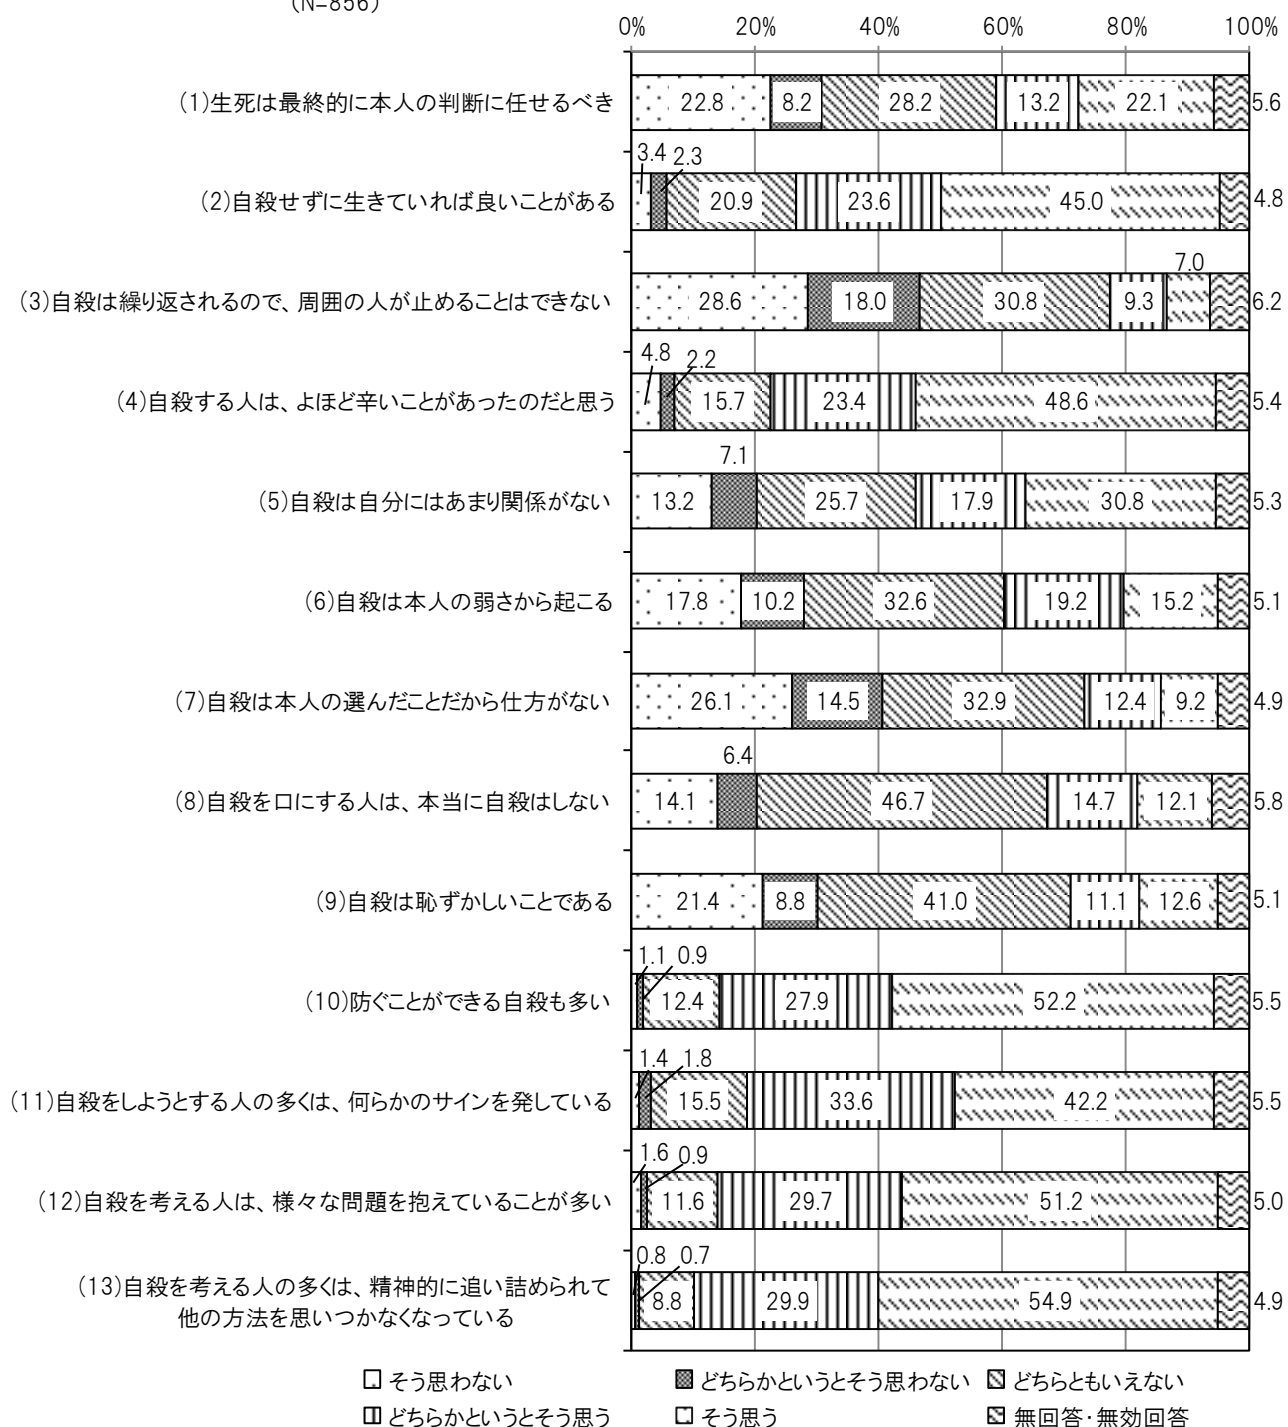 (N=856)
0% 20% 40% 60% 80% 100%
(1)生死は最終的に本人の判断に任せるべき 22.8 8.2 28.2 13.2 22.1 5.6
3.4 2.3
(2)自殺せずに生きていれば良いことがある 20.9 23.6 45.0 4.8
7.0
(3)自殺は繰り返されるので、周囲の人が止めることはできない 28.6 18.0 30.8 9.3 6.2
4.8 2.2
(4)自殺する人は、よほど辛いことがあったのだと思う 15.7 23.4 48.6 5.4
7.1
(5)自殺は自分にはあまり関係がない 13.2 25.7 17.9 30.8 5.3
(6)自殺は本人の弱さから起こる 17.8 10.2 32.6 19.2 15.2 5.1
(7)自殺は本人の選んだことだから仕方がない 26.1 14.5 32.9 12.4 9.2 4.9
6.4
(8)自殺を口にする人は、本当に自殺はしない 14.1 46.7 14.7 12.1 5.8
(9)自殺は恥ずかしいことである 21.4 8.8 41.0 11.1 12.6 5.1
1.1 0.9
(10)防ぐことができる自殺も多い 12.4 27.9 52.2 5.5
1.4 1.8
(11)自殺をしようとする人の多くは、何らかのサインを発している 15.5 33.6 42.2 5.5
1.6 0.9
(12)自殺を考える人は、様々な問題を抱えていることが多い 11.6 29.7 51.2 5.0
0.8 0.7
(13)自殺を考える人の多くは、精神的に追い詰められて
他の方法を思いつかなくなっている 8.8 29.9 54.9 4.9
そう思わない どちらかというとそう思わない どちらともいえない
どちらかというとそう思う そう思う 無回答・無効回答